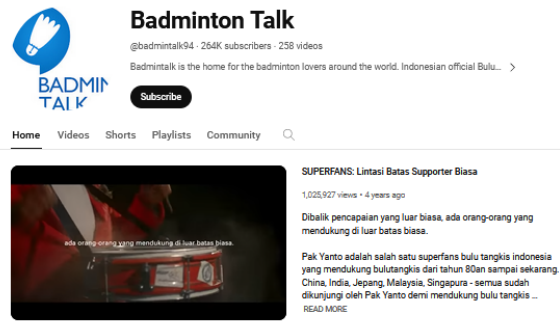 Badminton Talk
@badmintalk94 · 264K subscribers · 258 videos
Badmintalk is the home for the badminton lovers around the world. Indonesian official Bulu...
Subscribe
BADMIN
TALK
Home Videos Shorts Playlists Community
SUPERFANS: Lintasi Batas Supporter Biasa
1,025,927 views • 4 years ago
Dibalik pencapaian yang luar biasa, ada orang-orang yang
mendukung di luar batas biasa.
Pak Yanto adalah salah satu superfans bulu tangkis indonesia
yang mendukung bulutangkis dari tahun 80an sampai sekarang.
China, India, Jepang, Malaysia, Singapura - semua sudah
dikunjungi oleh Pak Yanto demi mendukung bulu tangkis ...
READ MORE
ada orang-orang yang mendukung di luar batas biasa.